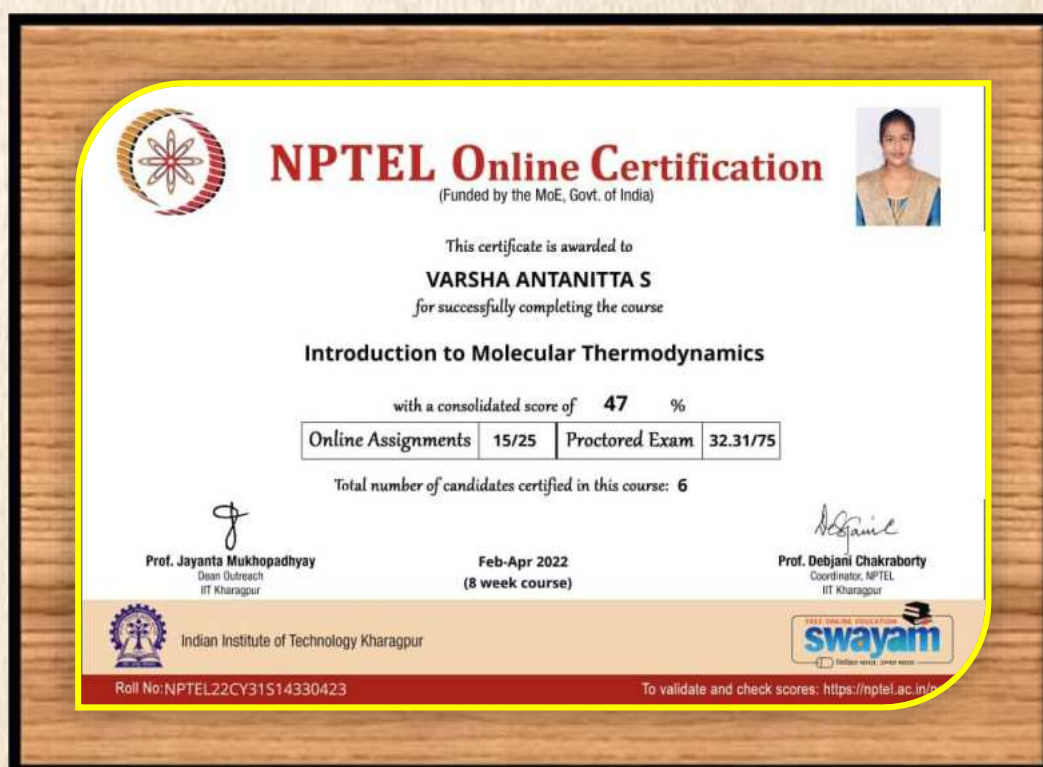 NPTEL Online Certification
(Funded by the MoE, Govt. of India)
This certificate is awarded to
VARSHA ANTANITTA S
for successfully completing the course
Introduction to Molecular Thermodynamics
with a consolidated score of 47 %
Online Assignments 15/25 Proctored Exam 32.31/75
Total number of candidates certified in this course: 6
Prof. Jayanta Mukhopadhyay
Dean Outreach
IIT Kharagpur
Feb-Apr 2022
(8 week course)
Prof. Debjani Chakraborty
Coordinator, NPTEL
IIT Kharagpur
Indian Institute of Technology Kharagpur
FREE ONLINE EDUCATION
swayam
Roll No:NPTEL22CY31S14330423
To validate and check scores: https://nptel.ac.in/